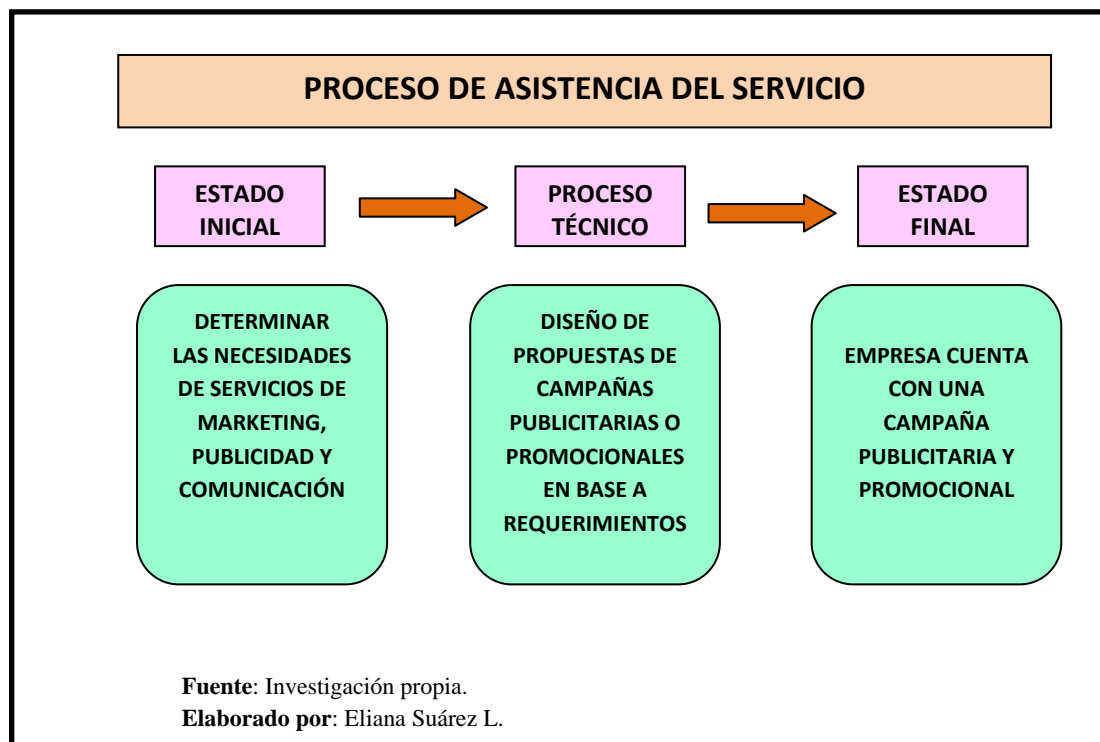 PROCESO DE ASISTENCIA DEL SERVICIO
ESTADO
INICIAL
PROCESO
TÉCNICO
ESTADO
FINAL
DETERMINAR
LAS NECESIDADES
DE SERVICIOS DE
MARKETING,
PUBLICIDAD Y
COMUNICACIÓN
DISEÑO DE
PROPUESTAS DE
CAMPAÑAS
PUBLICITARIAS O
PROMOCIONALES
EN BASE A
REQUERIMIENTOS
EMPRESA CUENTA
CON UNA
CAMPAÑA
PUBLICITARIA Y
PROMOCIONAL
Fuente: Investigación propia.
Elaborado por: Eliana Suárez L.